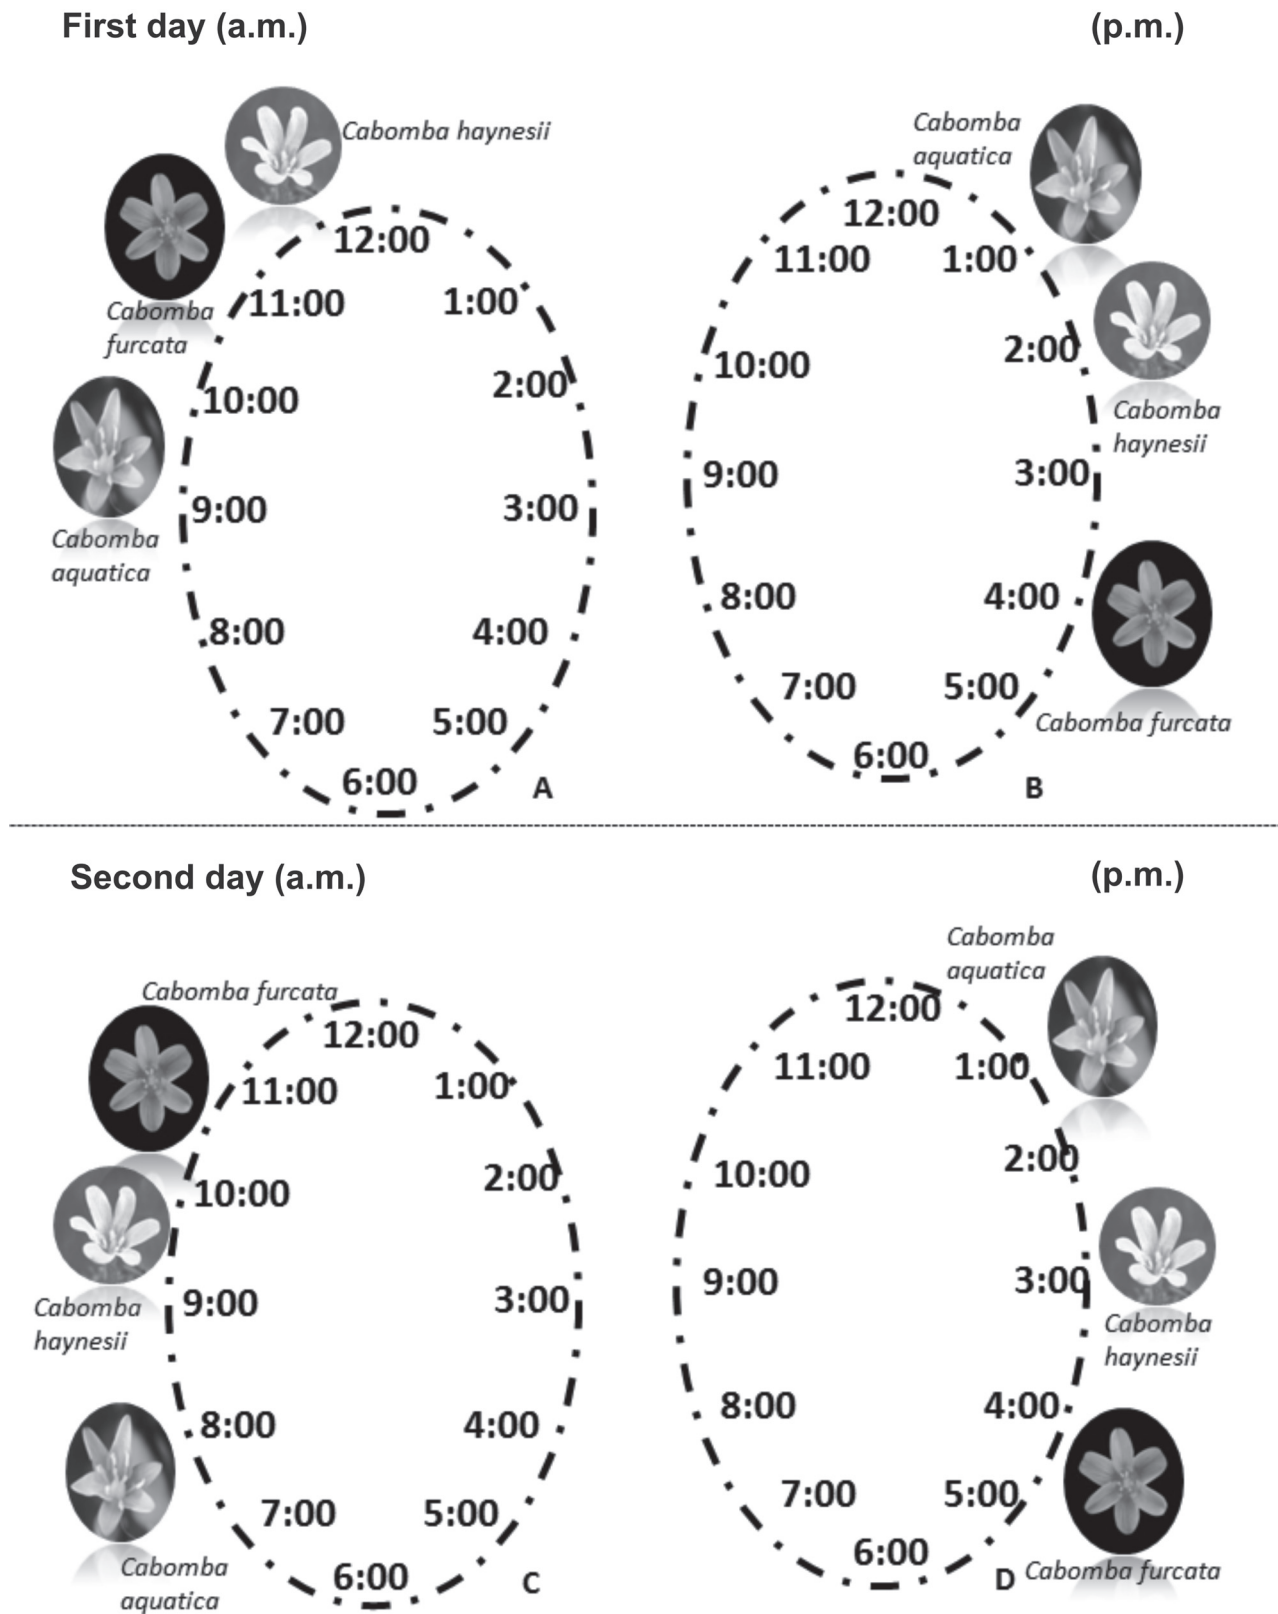 First day (a.m.)
(p.m.)
Cabomba haynesii
Cabomba
furcata
Cabomba
aquatica
12:00
11:00
1:00
10:00
2:00
9:00
3:00
8:00
4:00
7:00
5:00
6:00
A
Cabomba
aquatica
Cabomba
haynesii
Cabomba furcata
12:00
11:00
1:00
10:00
2:00
9:00
3:00
8:00
4:00
7:00
5:00
6:00
B
Second day (a.m.)
(p.m.)
Cabomba furcata
Cabomba
haynesii
Cabomba
aquatica
12:00
11:00
1:00
10:00
2:00
9:00
3:00
8:00
4:00
7:00
5:00
6:00
C
Cabomba
aquatica
Cabomba
haynesii
Cabomba furcata
12:00
11:00
1:00
10:00
2:00
9:00
3:00
8:00
4:00
7:00
5:00
6:00
D